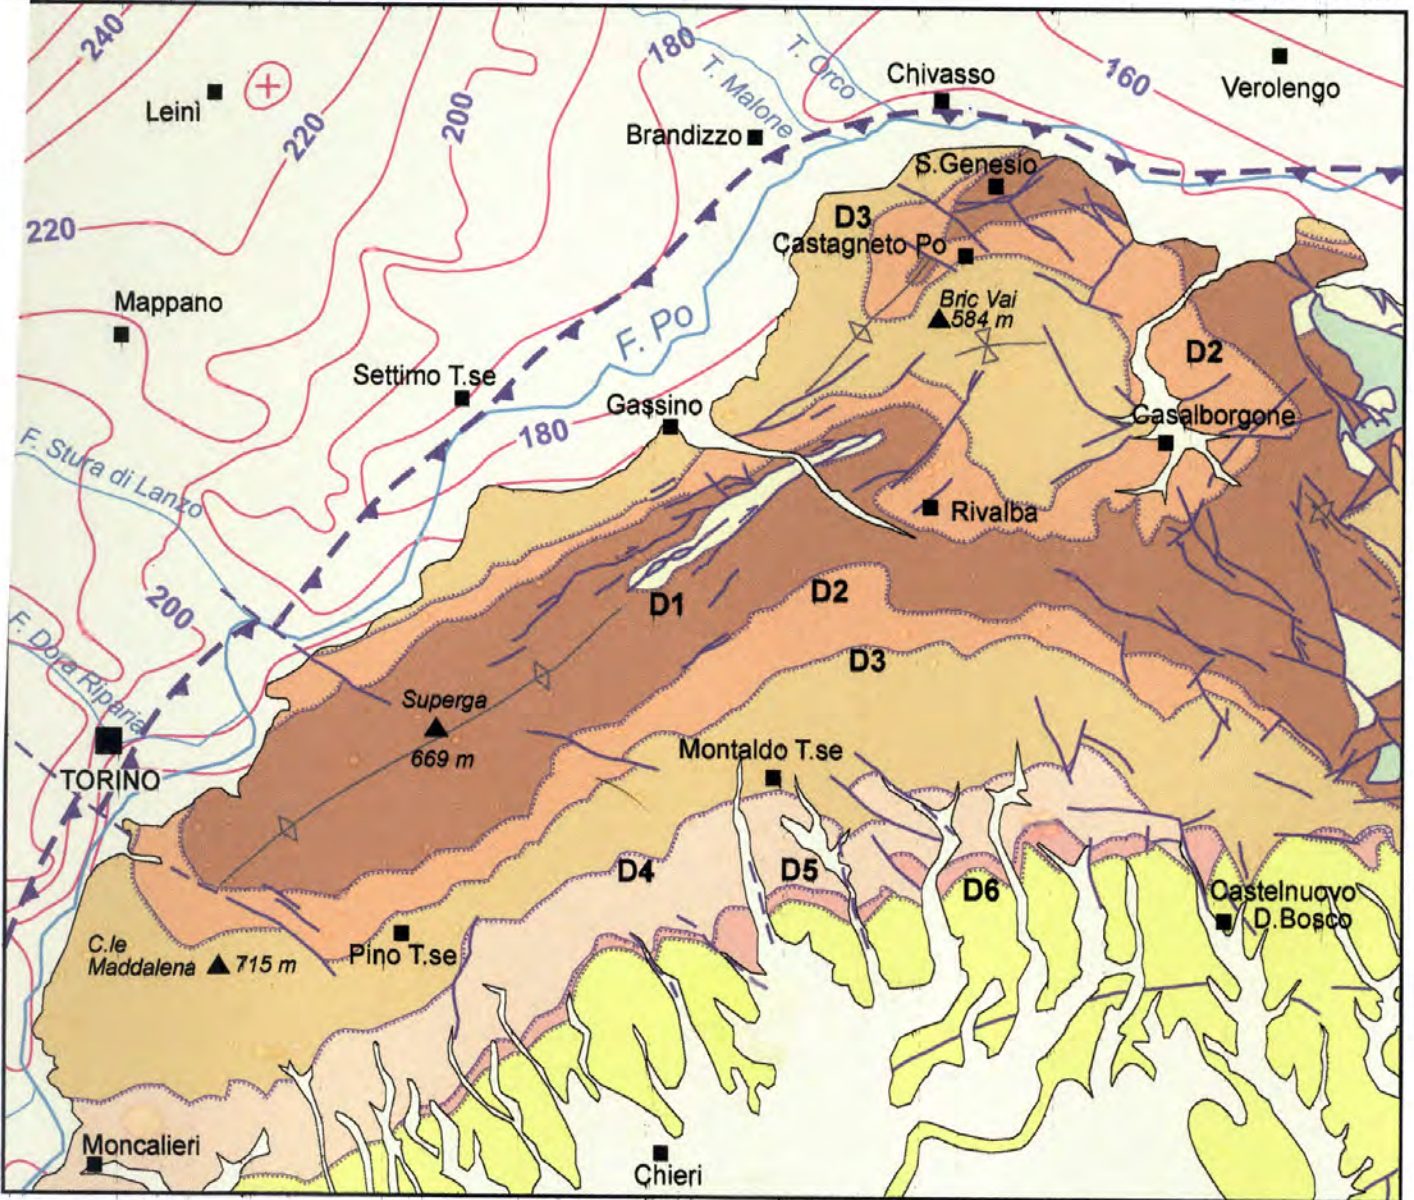 240
180
T. Orco
Chivasso
160
Verolengo
Leinì
220
200
T. Malone
Brandizzo
S.Genesio
220
D3
Castagneto Po
Mappano
Bric Vai
584 m
F. Po
D2
Settimo T.se
Gassino
Casalborgone
180
F. Stura di Lanzo
Rivalba
200
D1
D2
F. Dora Riparia
D3
Superga
669 m
Montaldo T.se
TORINO
D4
D5
D6
Castelnuovo
D.Bosco
C.le
Maddalena
715 m
Pino T.se
Moncalieri
Chieri